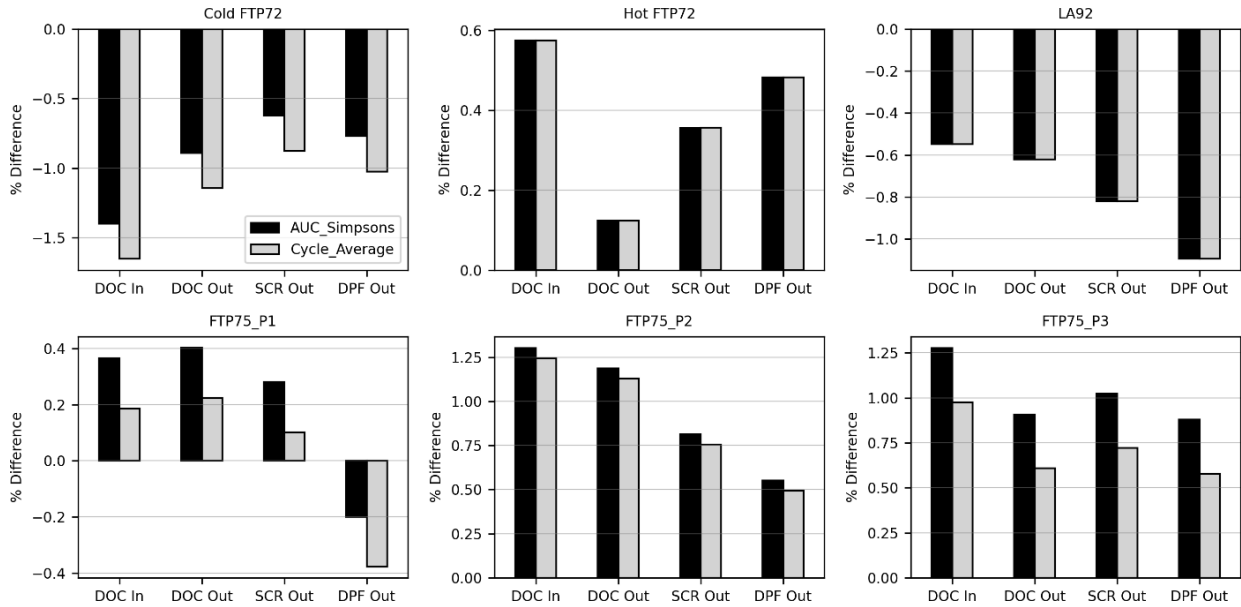 Cold FTP72
% Difference
0.0
−0.5
−1.0
−1.5
AUC_Simpsons
Cycle_Average
DOC In DOC Out SCR Out DPF Out
Hot FTP72
% Difference
0.6
0.4
0.2
0.0
DOC In DOC Out SCR Out DPF Out
LA92
% Difference
0.0
−0.2
−0.4
−0.6
−0.8
−1.0
DOC In DOC Out SCR Out DPF Out
FTP75_P1
% Difference
0.4
0.2
0.0
−0.2
−0.4
DOC In DOC Out SCR Out DPF Out
FTP75_P2
% Difference
1.25
1.00
0.75
0.50
0.25
0.00
DOC In DOC Out SCR Out DPF Out
FTP75_P3
% Difference
1.25
1.00
0.75
0.50
0.25
0.00
DOC In DOC Out SCR Out DPF Out